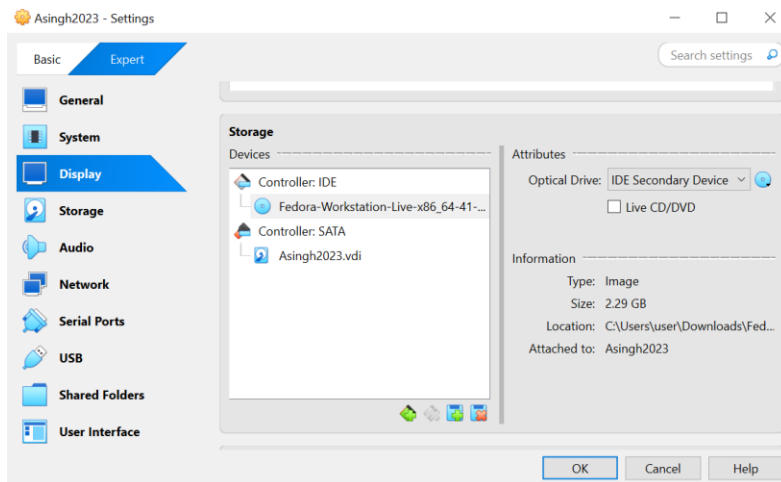 Asingh2023 - Settings
Basic
Expert
Search settings
General
System
Display
Storage
Audio
Network
Serial Ports
USB
Shared Folders
User Interface
Storage
Devices
Controller: IDE
Fedora-Workstation-Live-x86_64-41-...
Controller: SATA
Asingh2023.vdi
Attributes
Optical Drive: IDE Secondary Device
Live CD/DVD
Information
Type: Image
Size: 2.29 GB
Location: C:\Users\user\Downloads\Fed...
Attached to: Asingh2023
OK
Cancel
Help